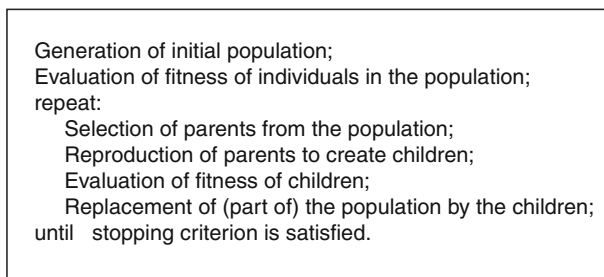 Generation of initial population;
Evaluation of fitness of individuals in the population;
repeat:
Selection of parents from the population;
Reproduction of parents to create children;
Evaluation of fitness of children;
Replacement of (part of) the population by the children;
until stopping criterion is satisfied.